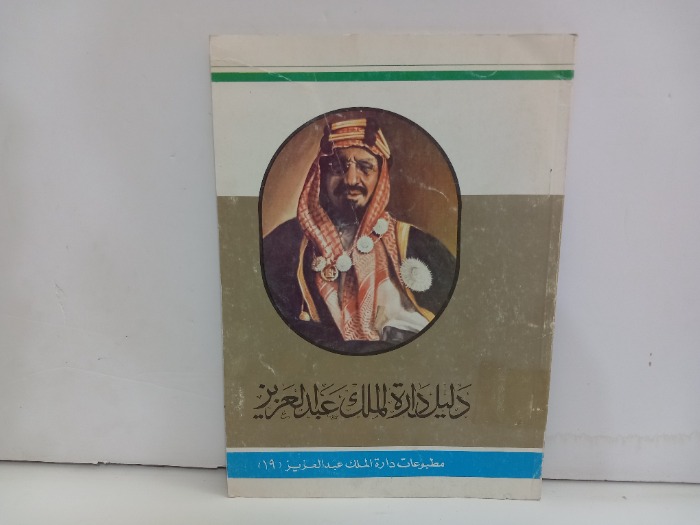 دليل دارة الملك عبد العزيز
مطبوعات دارة الملك عبد العزيز (١٩)